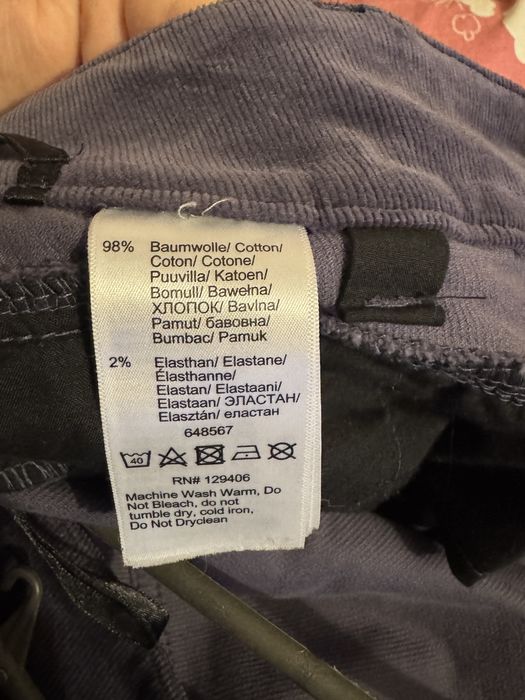 98% Baumwolle/ Cotton/
Coton/ Cotone/
Puuvilla/ Katoen/
Bomull/ Bawełna/
ХЛОПОК/ Bavlna/
Pamut/ бавовна/
Bumbac/ Pamuk
2% Elasthan/ Elastane/
Élasthanne/
Elastan/ Elastaani/
Elastaan/ ЭЛАСТАН/
Elasztán/ еластан
648567
40
RN# 129406
Machine Wash Warm, Do
Not Bleach, do not
tumble dry, cold iron,
Do Not Dryclean